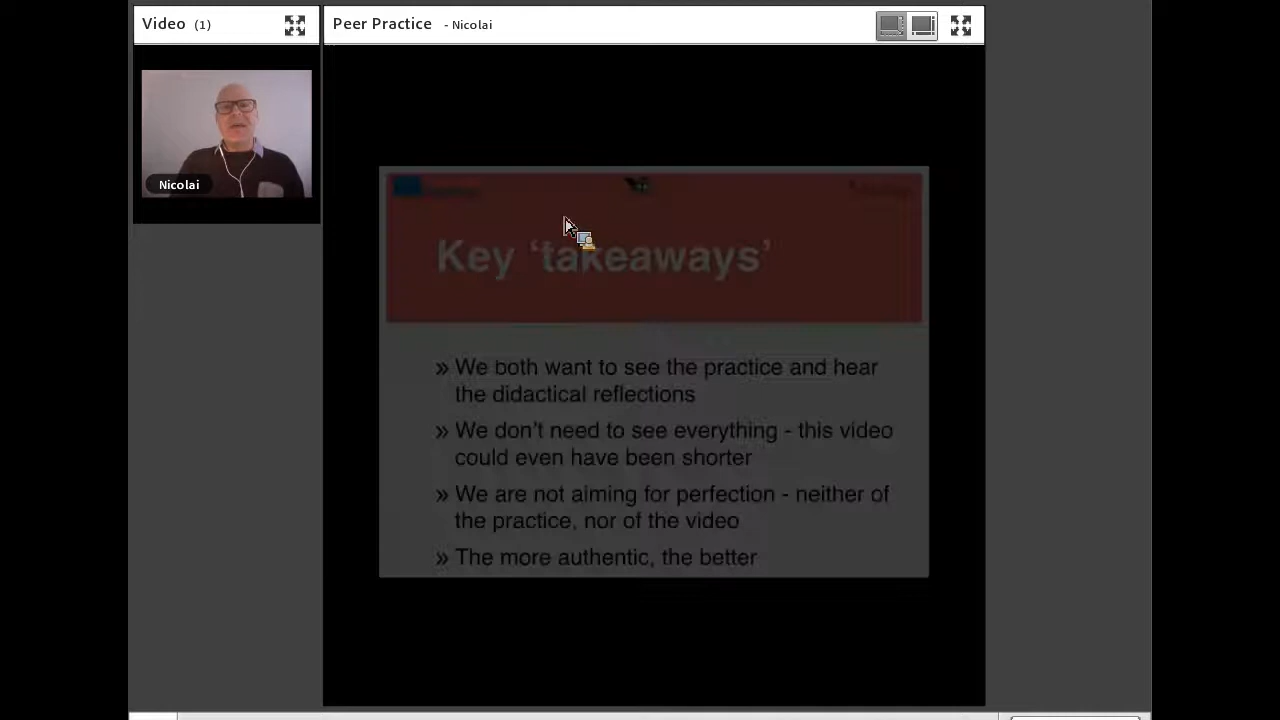 Video (1)
Peer Practice - Nicolai
Nicolai
Key ‘takeaways’
» We both want to see the practice and hear
the didactical reflections
» We don't need to see everything - this video
could even have been shorter
» We are not aiming for perfection - neither of
the practice, nor of the video
» The more authentic, the better